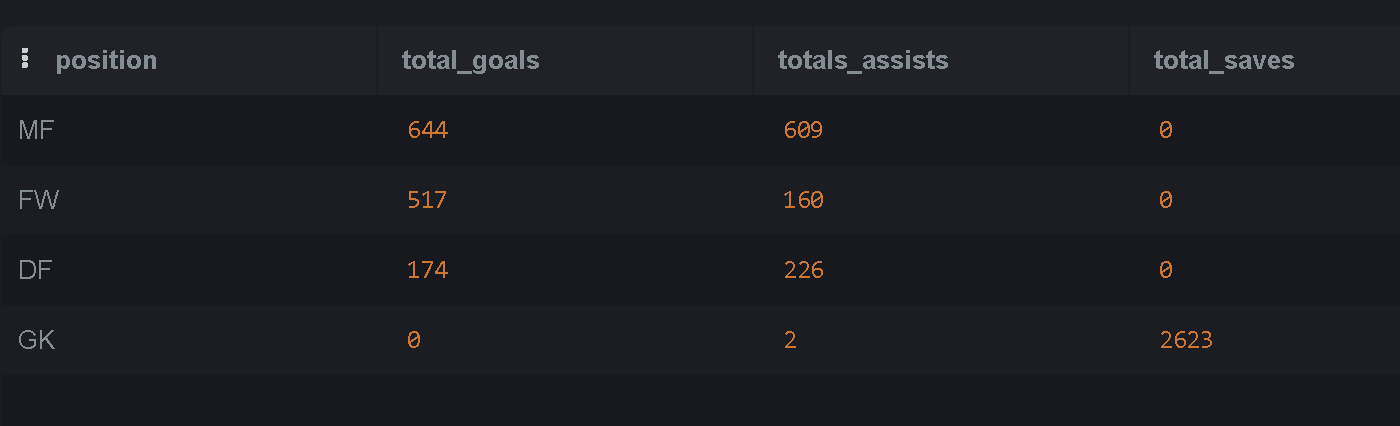 position total_goals totals_assists total_saves
MF 644 609 0
FW 517 160 0
DF 174 226 0
GK 0 2 2623